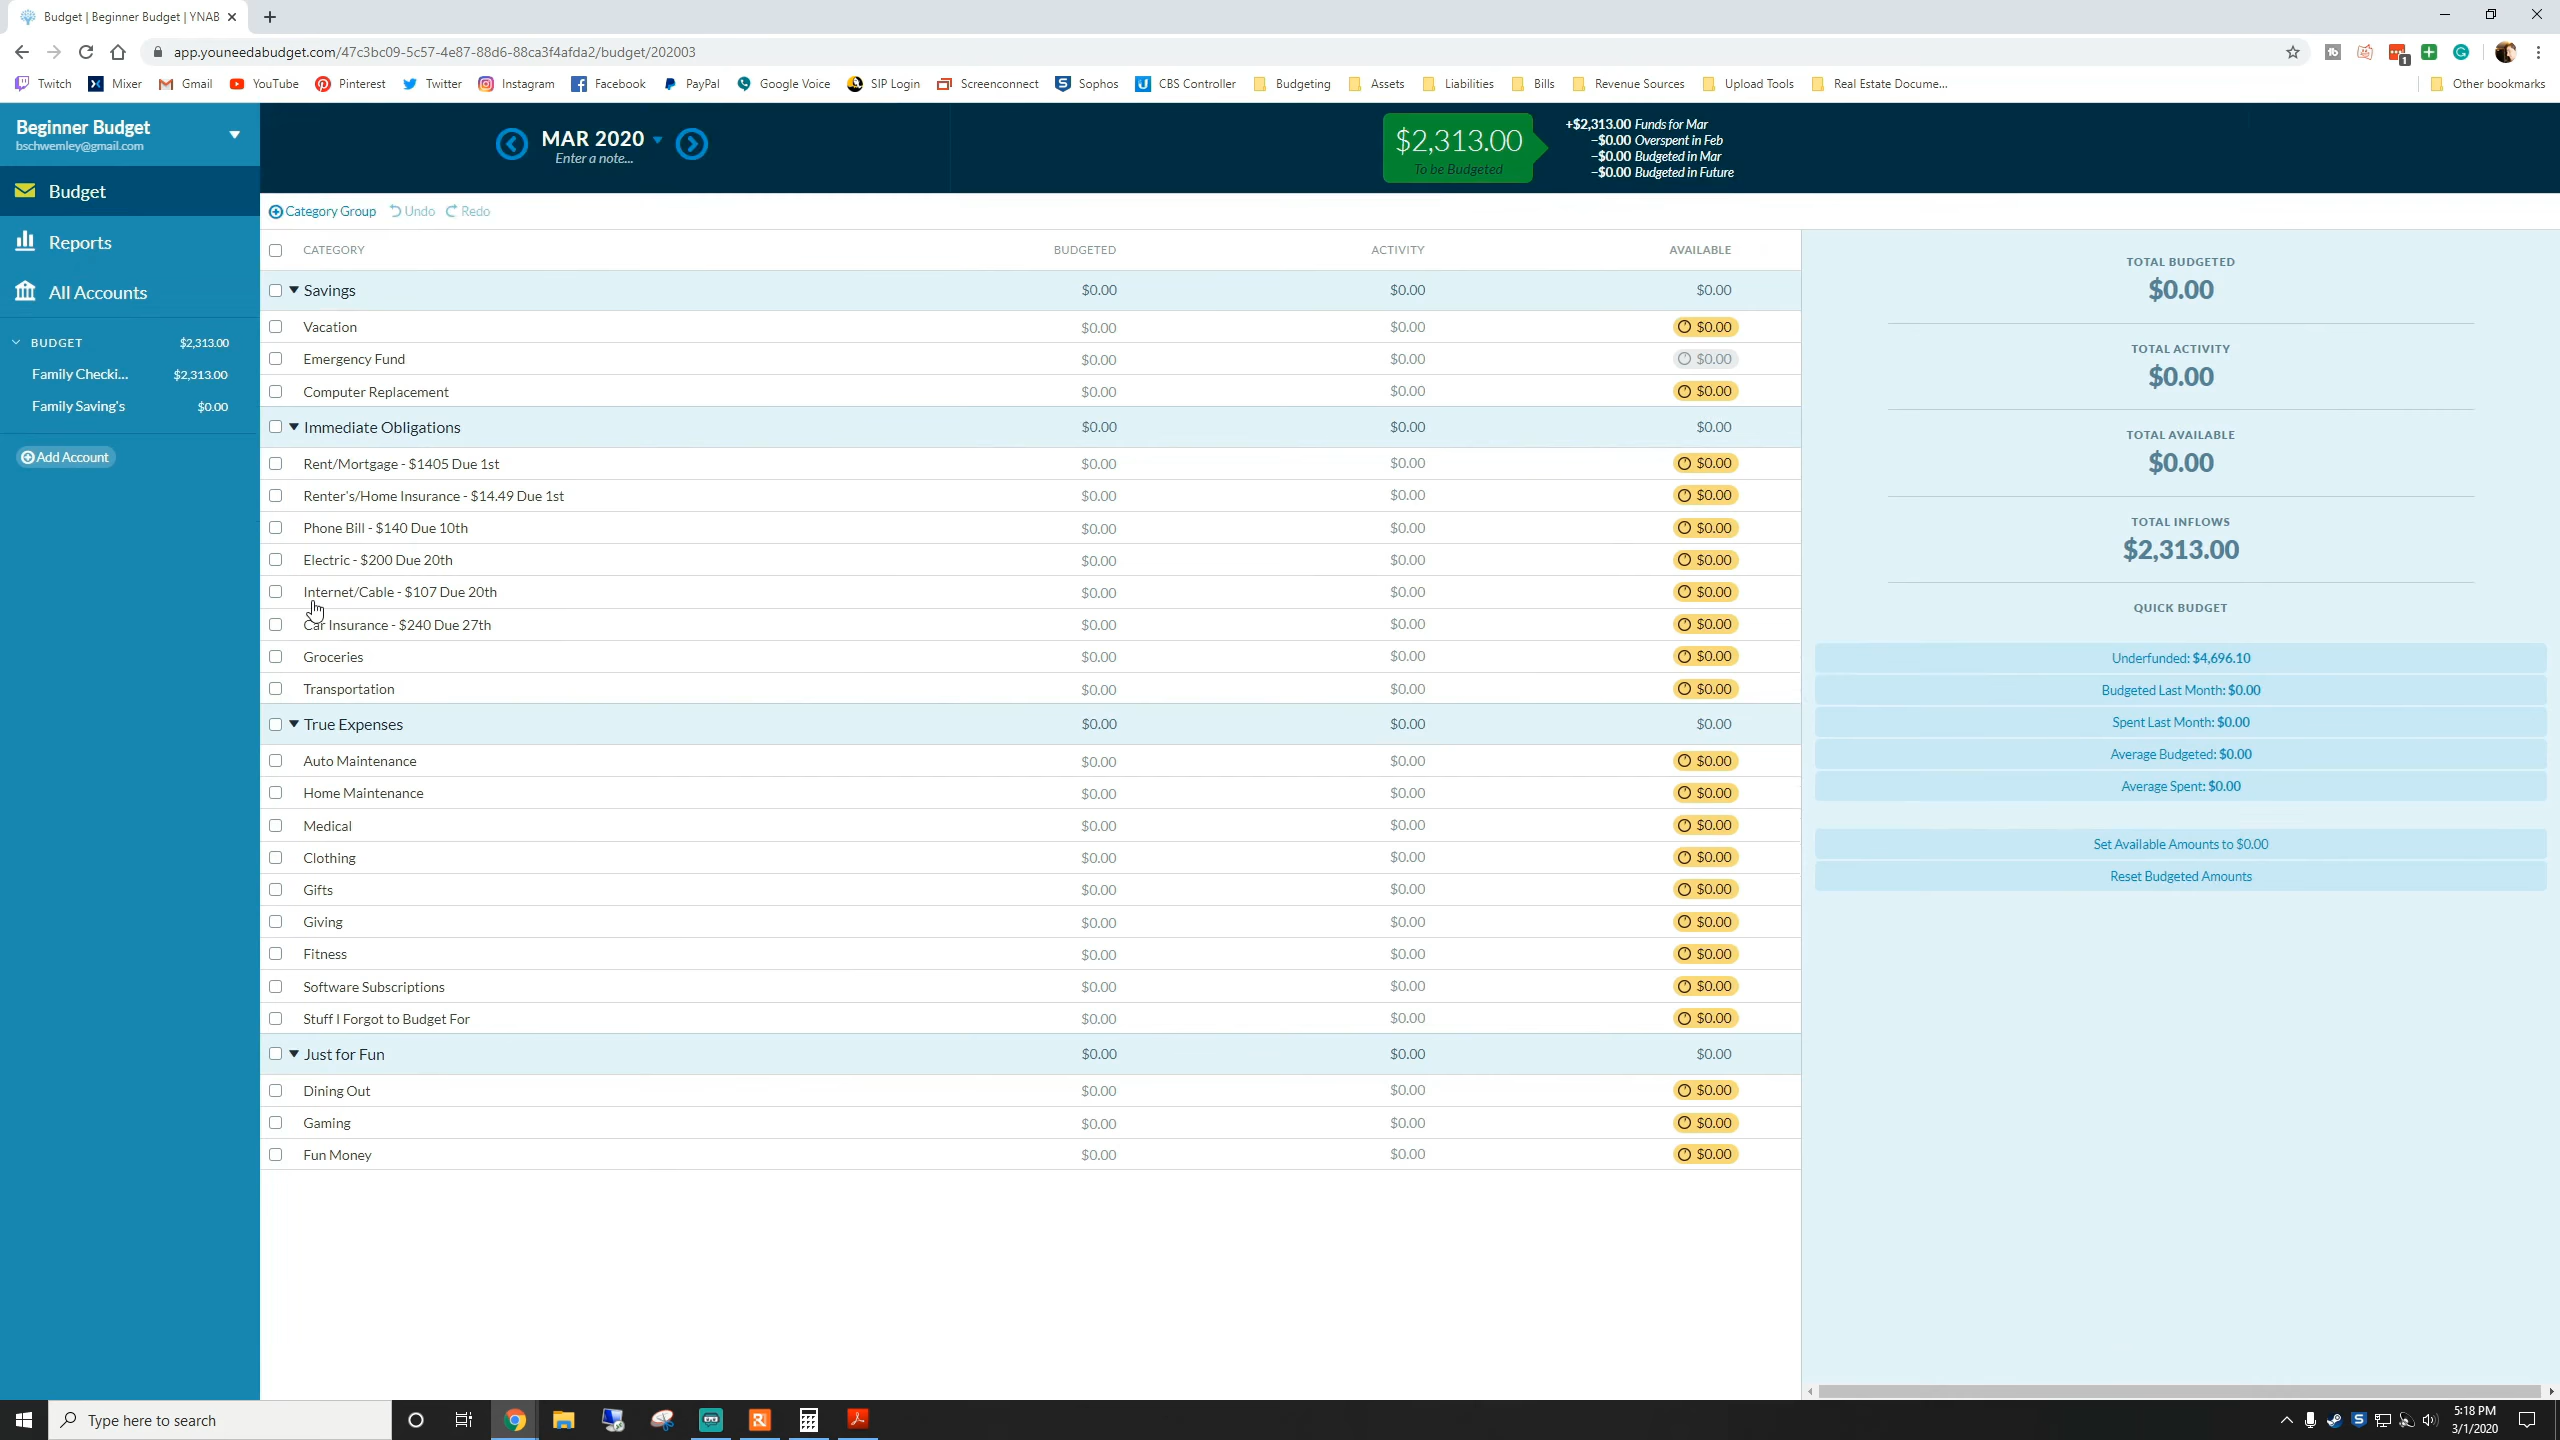 Budget | Beginner Budget | YNAB
app.youneedabudget.com/47c3bc09-5c57-4e87-88d6-88ca3f4afda2/budget/202003
Twitch Mixer Gmail YouTube Pinterest Twitter Instagram Facebook PayPal Google Voice SIP Login Screenconnect Sophos CBS Controller Budgeting Assets Liabilities Bills Revenue Sources Upload Tools Real Estate Docume... Other bookmarks
Beginner Budget
bschwemley@gmail.com
Budget
Reports
All Accounts
BUDGET $2,313.00
Family Checki... $2,313.00
Family Saving's $0.00
Add Account
MAR 2020
Enter a note...
$2,313.00
To be Budgeted
+$2,313.00 Funds for Mar
−$0.00 Overspent in Feb
−$0.00 Budgeted in Mar
−$0.00 Budgeted in Future
Category Group Undo Redo
CATEGORY BUDGETED ACTIVITY AVAILABLE
Savings $0.00 $0.00 $0.00
Vacation $0.00 $0.00 $0.00
Emergency Fund $0.00 $0.00 $0.00
Computer Replacement $0.00 $0.00 $0.00
Immediate Obligations $0.00 $0.00 $0.00
Rent/Mortgage - $1405 Due 1st $0.00 $0.00 $0.00
Renter's/Home Insurance - $14.49 Due 1st $0.00 $0.00 $0.00
Phone Bill - $140 Due 10th $0.00 $0.00 $0.00
Electric - $200 Due 20th $0.00 $0.00 $0.00
Internet/Cable - $107 Due 20th $0.00 $0.00 $0.00
Car Insurance - $240 Due 27th $0.00 $0.00 $0.00
Groceries $0.00 $0.00 $0.00
Transportation $0.00 $0.00 $0.00
True Expenses $0.00 $0.00 $0.00
Auto Maintenance $0.00 $0.00 $0.00
Home Maintenance $0.00 $0.00 $0.00
Medical $0.00 $0.00 $0.00
Clothing $0.00 $0.00 $0.00
Gifts $0.00 $0.00 $0.00
Giving $0.00 $0.00 $0.00
Fitness $0.00 $0.00 $0.00
Software Subscriptions $0.00 $0.00 $0.00
Stuff I Forgot to Budget For $0.00 $0.00 $0.00
Just for Fun $0.00 $0.00 $0.00
Dining Out $0.00 $0.00 $0.00
Gaming $0.00 $0.00 $0.00
Fun Money $0.00 $0.00 $0.00
TOTAL BUDGETED
$0.00
TOTAL ACTIVITY
$0.00
TOTAL AVAILABLE
$0.00
TOTAL INFLOWS
$2,313.00
QUICK BUDGET
Underfunded: $4,696.10
Budgeted Last Month: $0.00
Spent Last Month: $0.00
Average Budgeted: $0.00
Average Spent: $0.00
Set Available Amounts to $0.00
Reset Budgeted Amounts
Type here to search
5:18 PM
3/1/2020